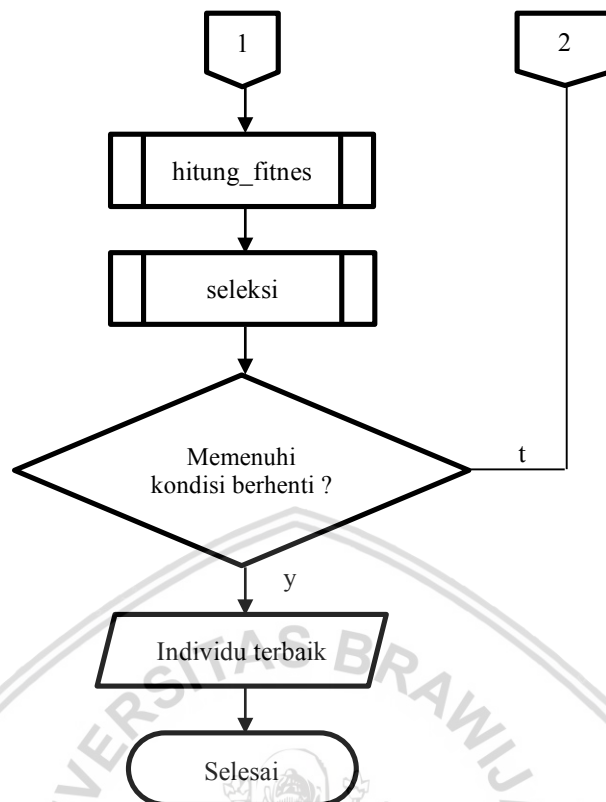 1
2
hitung_fitnes
seleksi
Memenuhi
kondisi berhenti ?
t
y
Individu terbaik
Selesai